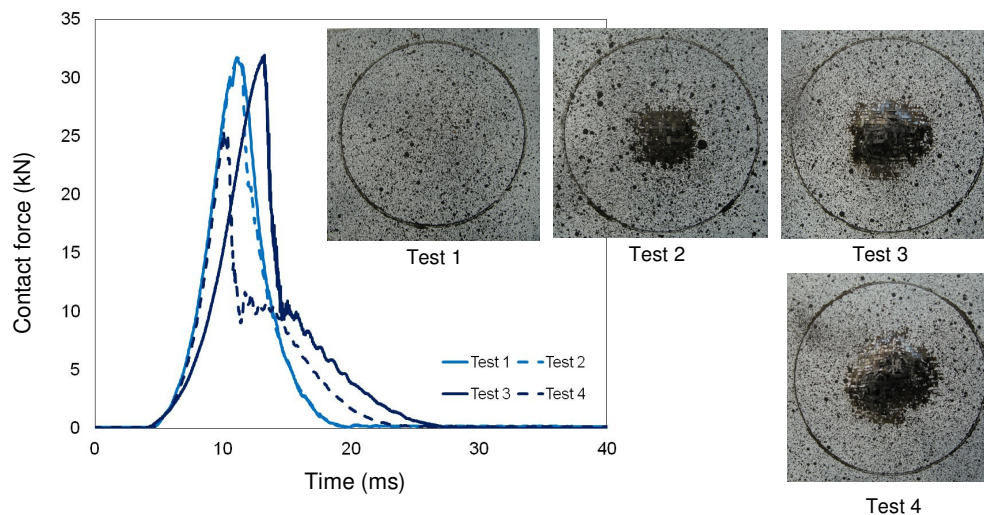 35
30
25
20
15
10
5
0
Contact force (kN)
0 10 20 30 40
Time (ms)
Test 1 Test 2
Test 3 Test 4
Test 1
Test 2
Test 3
Test 4